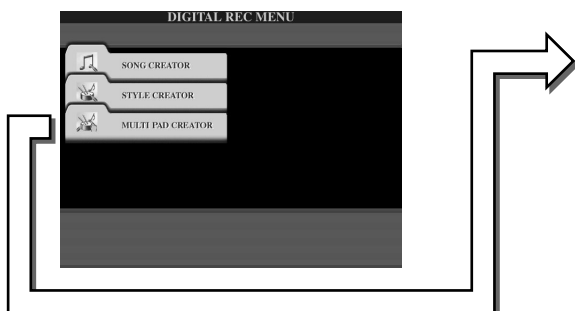 DIGITAL REC MENU
SONG CREATOR
STYLE CREATOR
MULTI PAD CREATOR